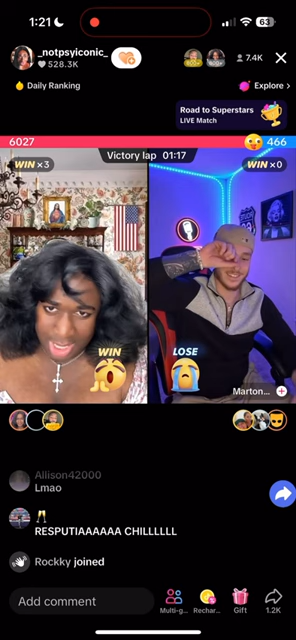 1:21
63
_notpsyiconic_
528.3K
7.4K
Daily Ranking
Explore >
Road to Superstars
LIVE Match
6027
466
WIN ×3
Victory lap 01:17
WIN ×0
WIN
LOSE
Marton...
Allison42000
Lmao
RESPUTIAAAAAA CHILLLLLL
Rockky joined
Add comment
Multi-g...
Rechar...
Gift
1.2K